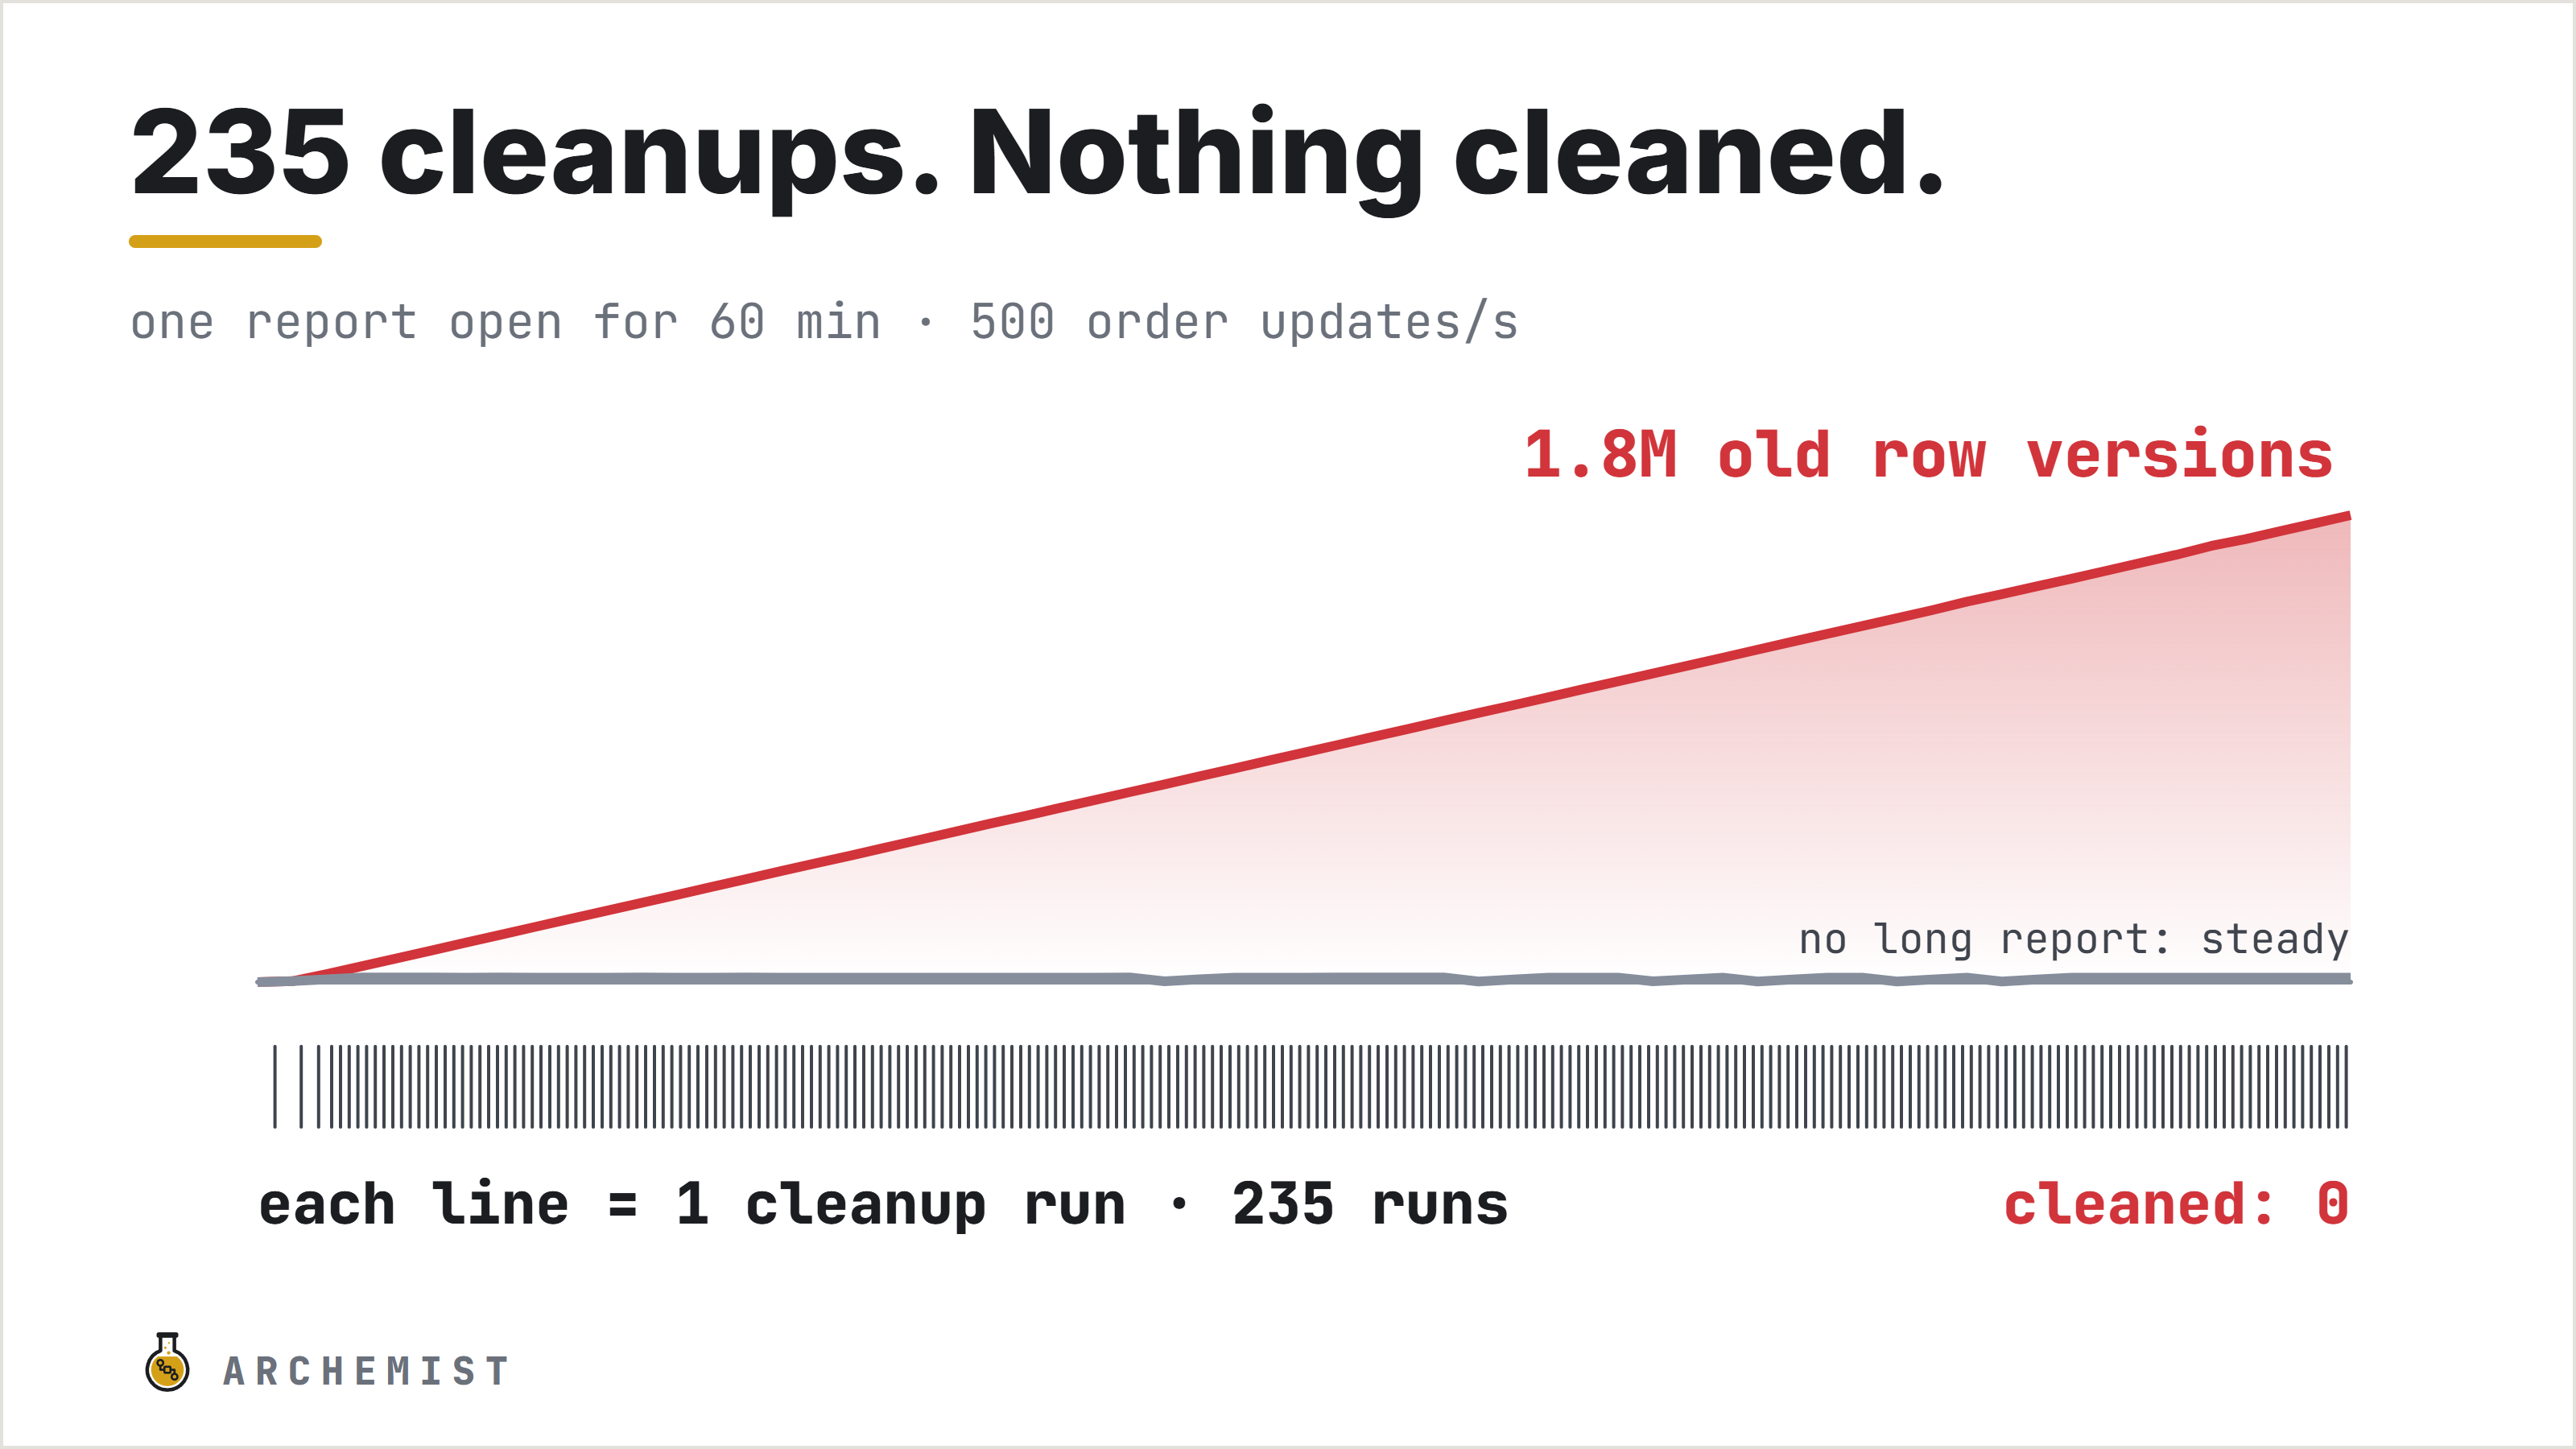 235 cleanups. Nothing cleaned.
one report open for 60 min · 500 order updates/s
1.8M old row versions
no long report: steady
each line = 1 cleanup run · 235 runs
cleaned: 0
ARCHEMIST